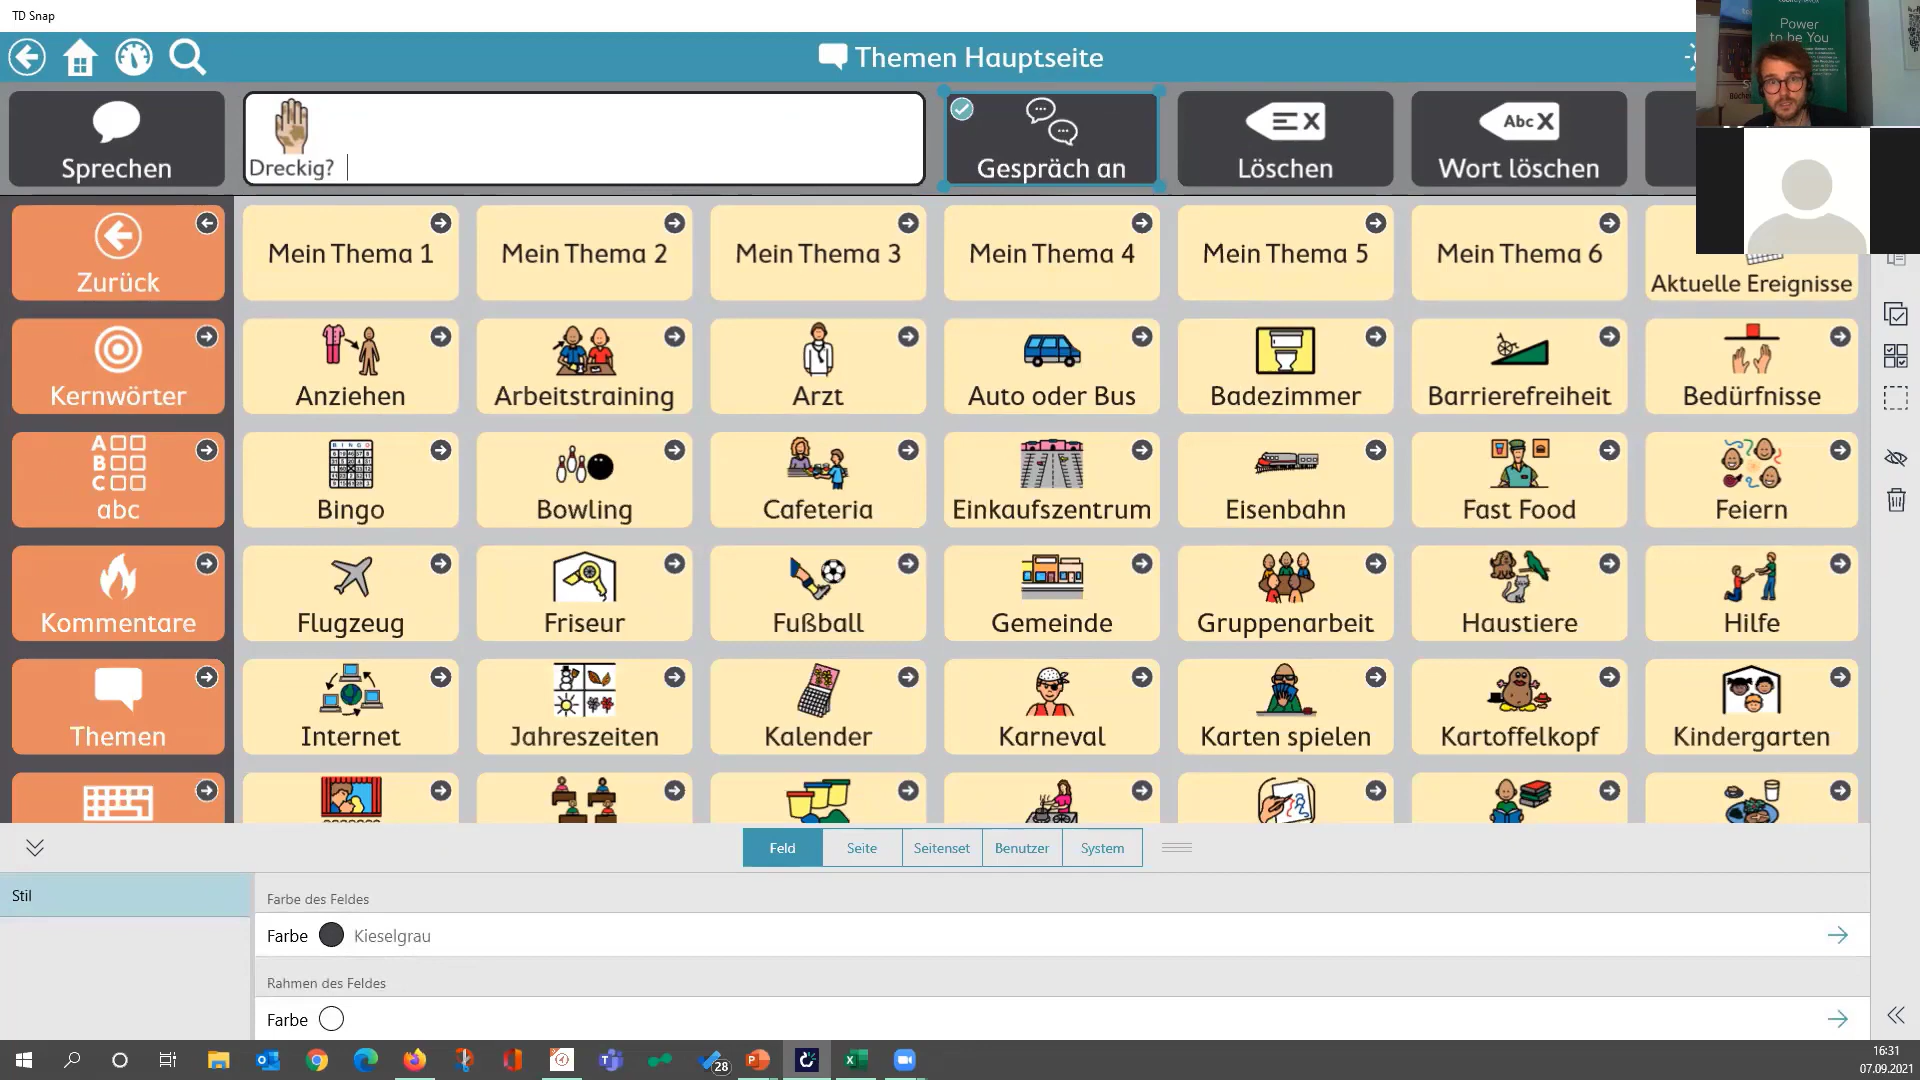 TD Snap
Themen Hauptseite
Power
to be You
Sprechen
Dreckig?
Gespräch an
Löschen
Abc X
Wort löschen
Zurück
Mein Thema 1
Mein Thema 2
Mein Thema 3
Mein Thema 4
Mein Thema 5
Mein Thema 6
Aktuelle Ereignisse
Kernwörter
Anziehen
Arbeitstraining
Arzt
Auto oder Bus
Badezimmer
Barrierefreiheit
Bedürfnisse
A
B
C
abc
BINGO
Bingo
Bowling
Cafeteria
Einkaufszentrum
Eisenbahn
Fast Food
Feiern
Kommentare
Flugzeug
Friseur
Fußball
Gemeinde
Gruppenarbeit
Haustiere
Hilfe
Themen
Internet
Jahreszeiten
Kalender
Karneval
Karten spielen
Kartoffelkopf
Kindergarten
Feld
Seite
Seitenset
Benutzer
System
Stil
Farbe des Feldes
Farbe
Kieselgrau
Rahmen des Feldes
Farbe
28
16:31
07.09.2021